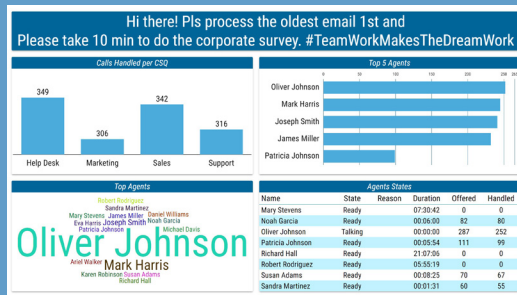 Hi there! Pls process the oldest email 1st and
Please take 10 min to do the corporate survey. #TeamWorkMakesTheDreamWork
Calls Handled per CSQ
349
306
342
316
Help Desk Marketing Sales Support
Top 5 Agents
0 50 100 150 200 250
Oliver Johnson
Mark Harris
Joseph Smith
James Miller
Patricia Johnson
Top Agents
Robert Rodriguez
Sandra Martinez
Mary Stevens James Miller Daniel Williams
Eva Harris Joseph Smith Noah Garcia
Patricia Johnson Michael Davis
Oliver Johnson
Ariel Walker Mark Harris
Karen Robinson Susan Adams
Richard Hall
Agents States
Name State Reason Duration Offered Handled
Mary Stevens Ready 07:30:42 0 0
Noah Garcia Ready 00:06:00 82 80
Oliver Johnson Talking 00:00:00 287 252
Patricia Johnson Ready 00:05:54 111 99
Richard Hall Ready 21:07:06 0 0
Robert Rodriguez Ready 05:55:19 0 0
Susan Adams Ready 00:08:25 70 67
Sandra Martinez Ready 00:01:31 60 55